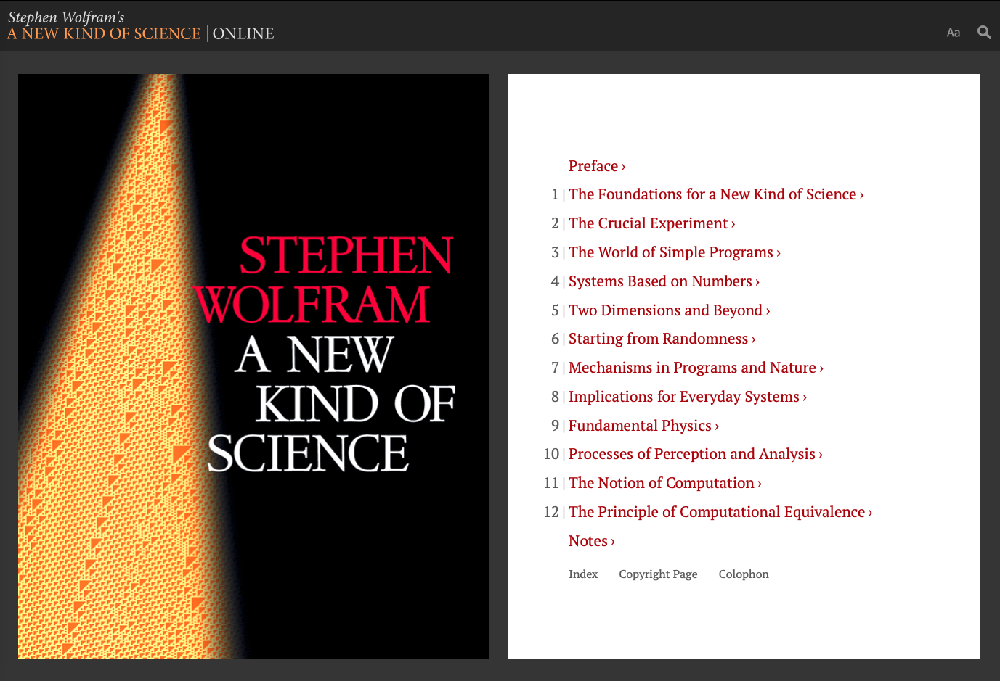 Stephen Wolfram's
A NEW KIND OF SCIENCE | ONLINE
Aa
STEPHEN
WOLFRAM
A NEW
KIND OF
SCIENCE
Preface ›
1 | The Foundations for a New Kind of Science ›
2 | The Crucial Experiment ›
3 | The World of Simple Programs ›
4 | Systems Based on Numbers ›
5 | Two Dimensions and Beyond ›
6 | Starting from Randomness ›
7 | Mechanisms in Programs and Nature ›
8 | Implications for Everyday Systems ›
9 | Fundamental Physics ›
10 | Processes of Perception and Analysis ›
11 | The Notion of Computation ›
12 | The Principle of Computational Equivalence ›
Notes ›
Index Copyright Page Colophon